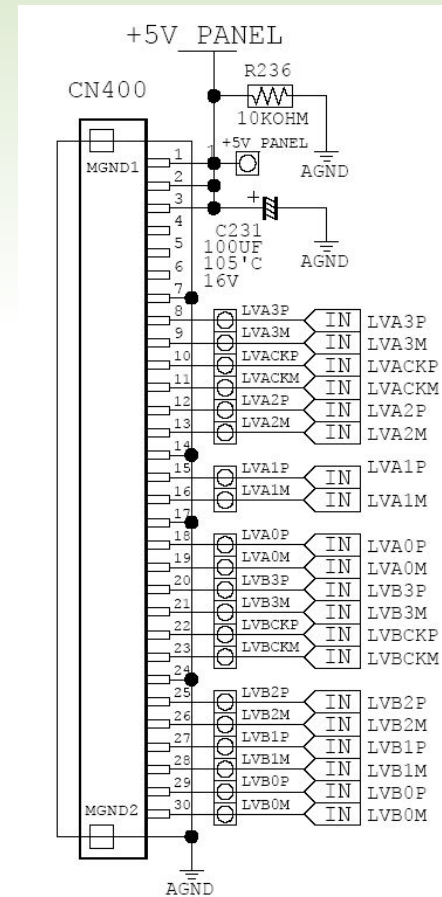 +5V PANEL
R236
CN400
10KOHM
+5V PANEL
MGND1
1
1
AGND
2
3
+
4
C231
5
100UF
AGND
105'C
6
16V
7
8 LVA3P IN LVA3P
9 LVA3M IN LVA3M
10 LVACKP IN LVACKP
11 LVACKM IN LVACKM
12 LVA2P IN LVA2P
13 LVA2M IN LVA2M
14
15 LVA1P IN LVA1P
16 LVA1M IN LVA1M
17
18 LVA0P IN LVA0P
19 LVA0M IN LVA0M
20 LVB3P IN LVB3P
21 LVB3M IN LVB3M
22 LVBCKP IN LVBCKP
23 LVBCKM IN LVBCKM
24
25 LVB2P IN LVB2P
26 LVB2M IN LVB2M
27 LVB1P IN LVB1P
28 LVB1M IN LVB1M
29 LVB0P IN LVB0P
MGND2
30 LVB0M IN LVB0M
AGND